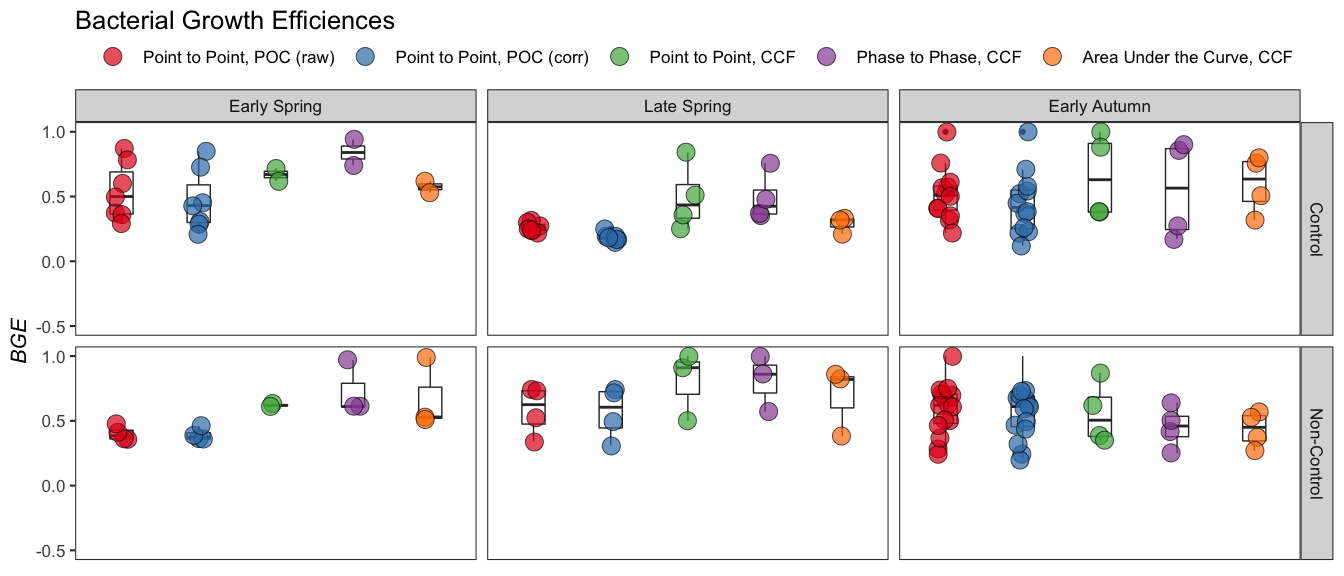 Bacterial Growth Efficiences
Point to Point, POC (raw) Point to Point, POC (corr) Point to Point, CCF Phase to Phase, CCF Area Under the Curve, CCF
Early Spring Late Spring Early Autumn
1.0
0.5
0.0
-0.5
Control
BGE
1.0
0.5
0.0
-0.5
Non-Control